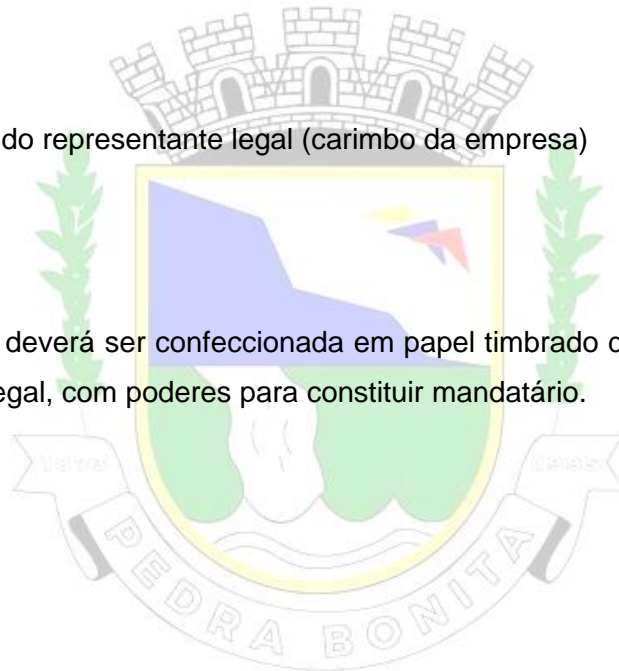 do representante legal (carimbo da empresa)
deverá ser confeccionada em papel timbrado d
egal, com poderes para constituir mandatário.
1995
PEDRA BONITA